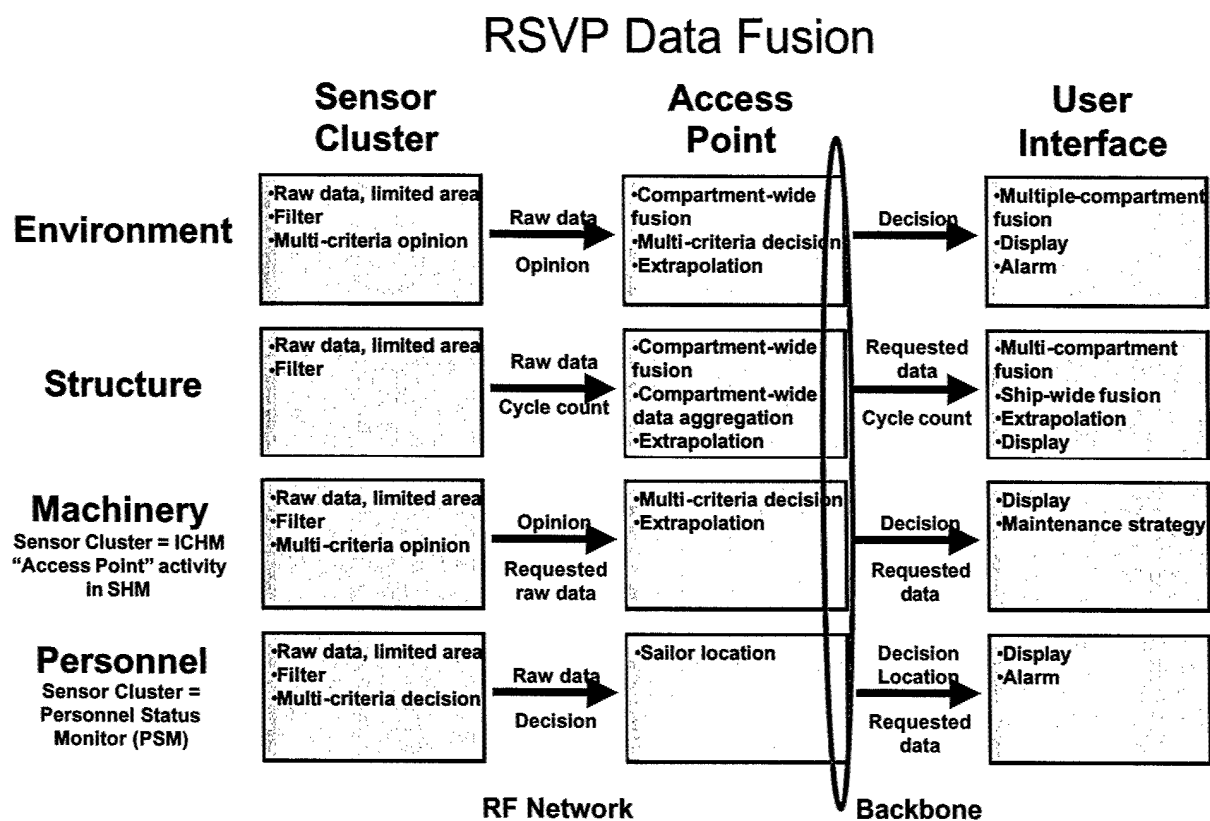 RSVP Data Fusion
Sensor
Cluster
Access
Point
User
Interface
Environment
•Raw data, limited area
•Filter
•Multi-criteria opinion
Raw data
Opinion
•Compartment-wide
fusion
•Multi-criteria decision
•Extrapolation
Decision
•Multiple-compartment
fusion
•Display
•Alarm
Structure
•Raw data, limited area
•Filter
Raw data
Cycle count
•Compartment-wide
fusion
•Compartment-wide
data aggregation
•Extrapolation
Requested
data
Cycle count
•Multi-compartment
fusion
•Ship-wide fusion
•Extrapolation
•Display
Machinery
Sensor Cluster = ICHM
“Access Point” activity
in SHM
•Raw data, limited area
•Filter
•Multi-criteria opinion
Opinion
Requested
raw data
•Multi-criteria decision
•Extrapolation
Decision
Requested
data
•Display
•Maintenance strategy
Personnel
Sensor Cluster =
Personnel Status
Monitor (PSM)
•Raw data, limited area
•Filter
•Multi-criteria decision
Raw data
Decision
•Sailor location
Decision
Location
Requested
data
•Display
•Alarm
RF Network
Backbone